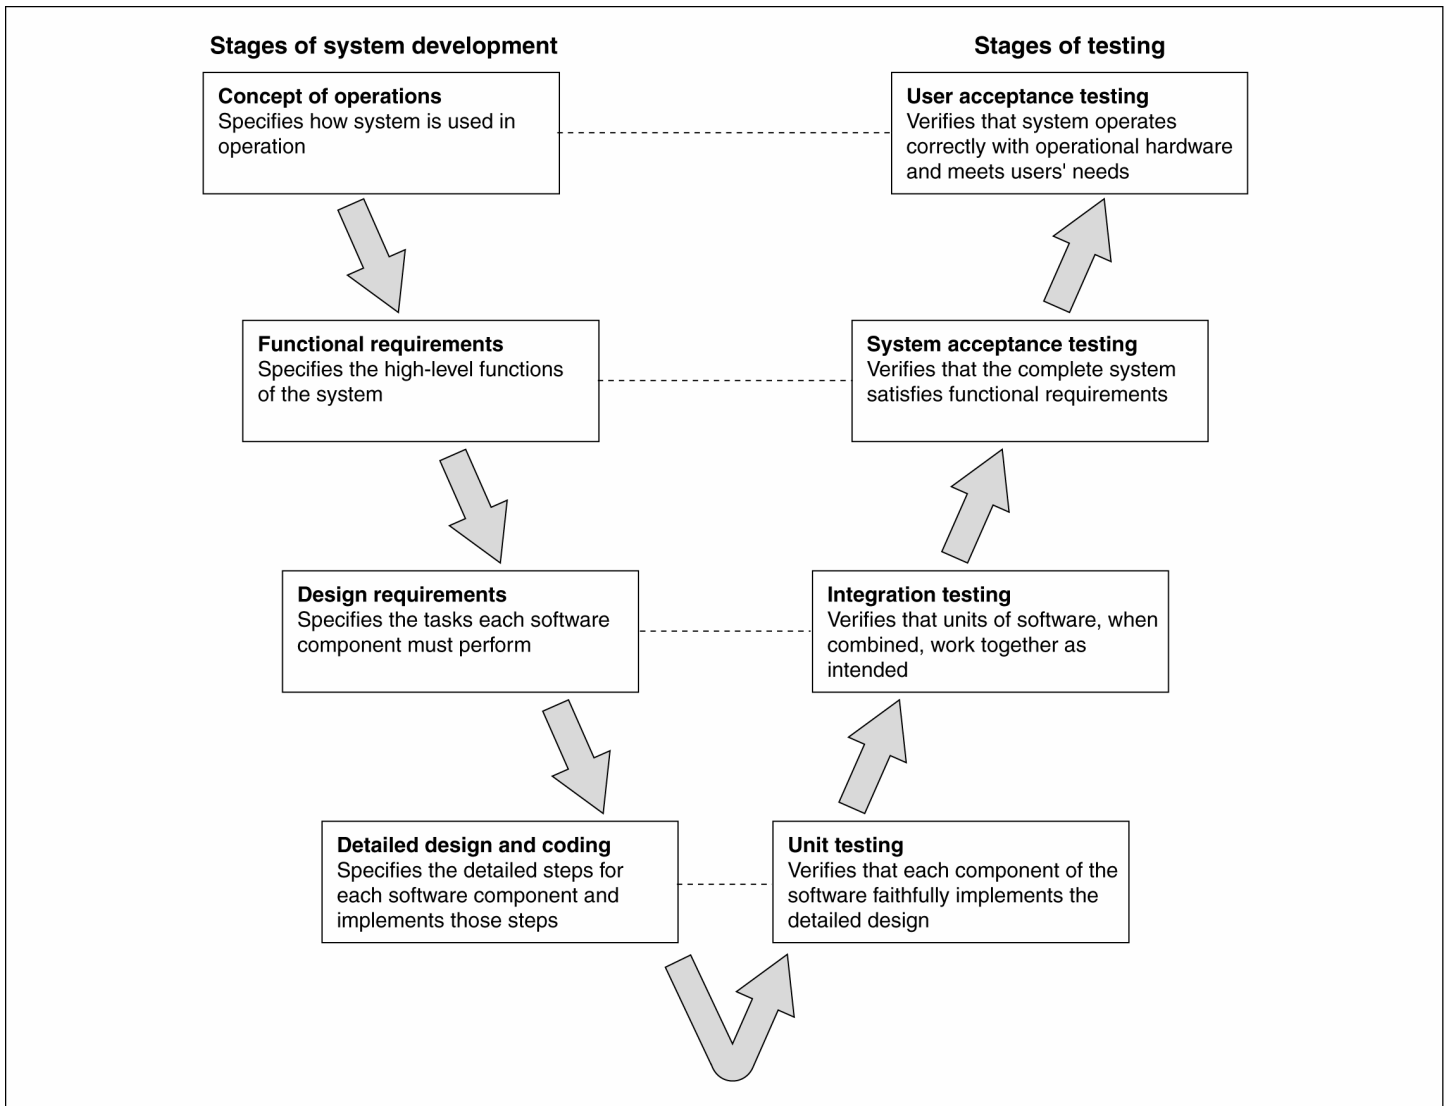 Stages of system development
Stages of testing
Concept of operations
Specifies how system is used in
operation
User acceptance testing
Verifies that system operates
correctly with operational hardware
and meets users' needs
Functional requirements
Specifies the high-level functions
of the system
System acceptance testing
Verifies that the complete system
satisfies functional requirements
Design requirements
Specifies the tasks each software
component must perform
Integration testing
Verifies that units of software, when
combined, work together as
intended
Detailed design and coding
Specifies the detailed steps for
each software component and
implements those steps
Unit testing
Verifies that each component of the
software faithfully implements the
detailed design